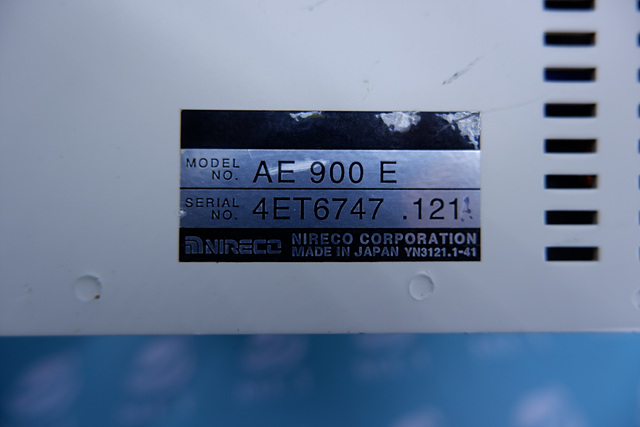 MODEL NO. AE 900 E
SERIAL NO. 4ET6747 .121
NIRECO NIRECO CORPORATION
MADE IN JAPAN YN3121.1-41